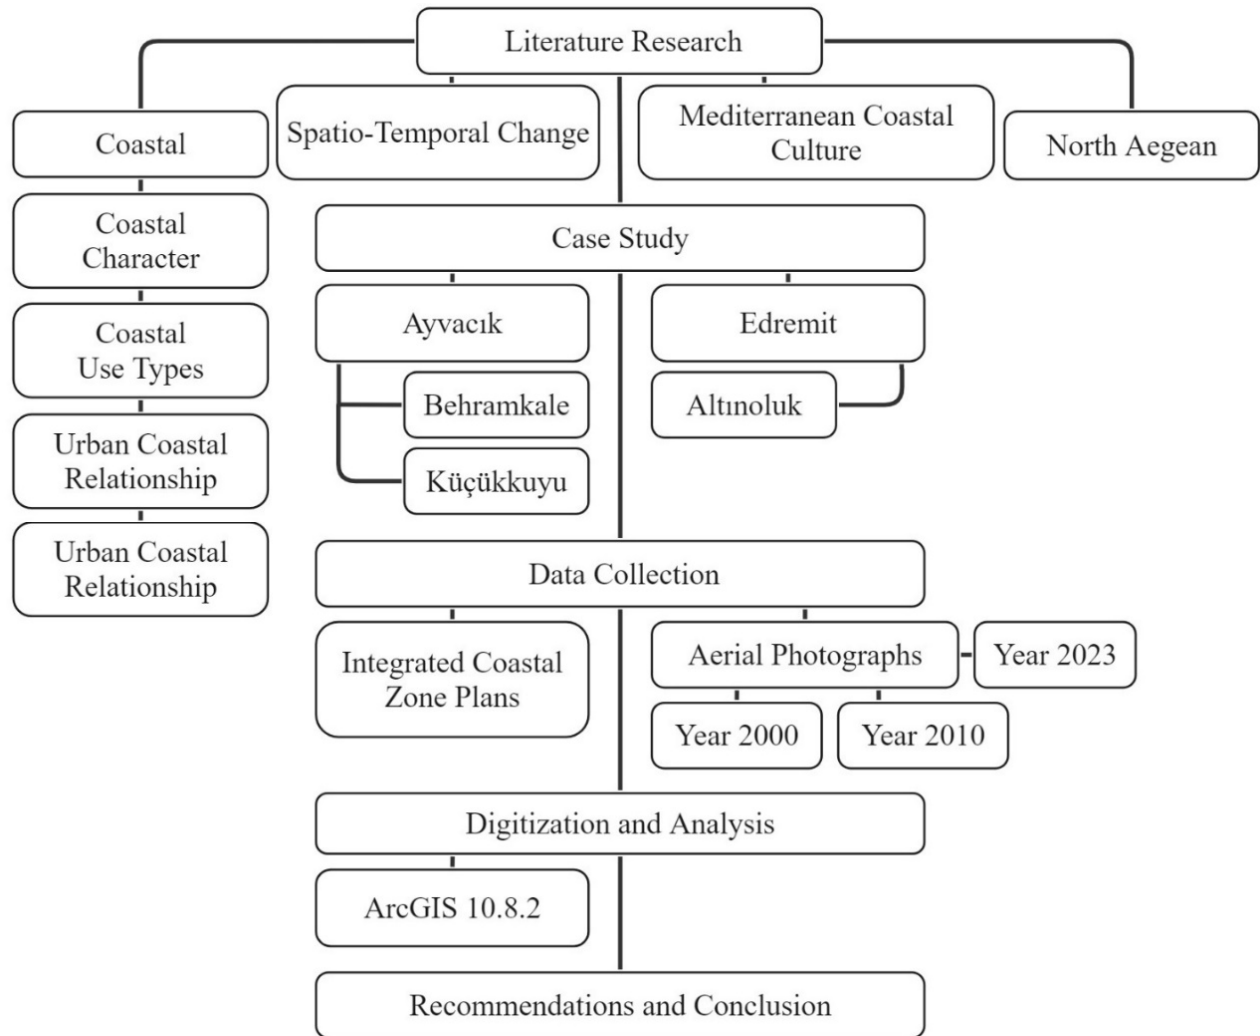 Literature Research
Coastal
Spatio-Temporal Change
Mediterranean Coastal
Culture
North Aegean
Coastal
Character
Coastal
Use Types
Urban Coastal
Relationship
Urban Coastal
Relationship
Case Study
Ayvacık
Edremit
Behramkale
Altınoluk
Küçükkuyu
Data Collection
Integrated Coastal
Zone Plans
Aerial Photographs
Year 2023
Year 2000
Year 2010
Digitization and Analysis
ArcGIS 10.8.2
Recommendations and Conclusion